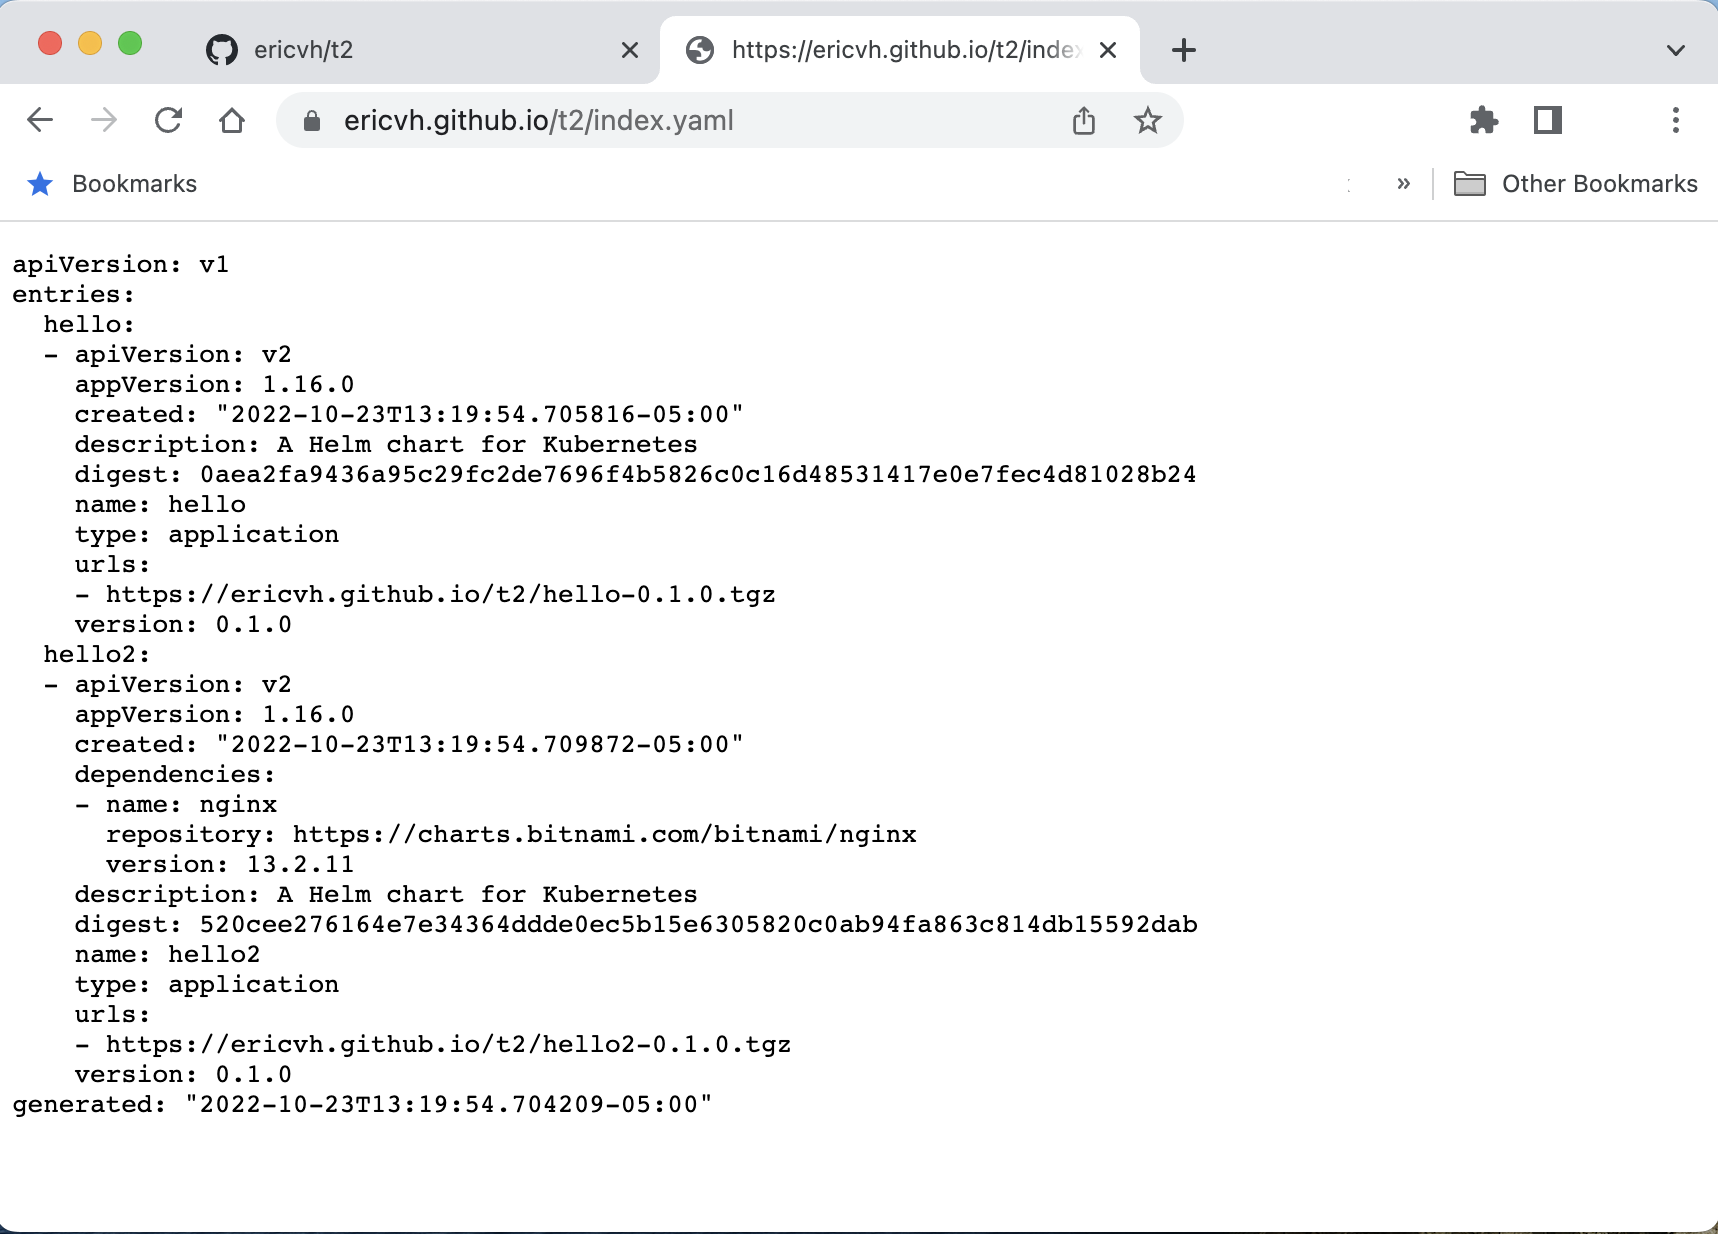 ericvh/t2
https://ericvh.github.io/t2/inde
ericvh.github.io/t2/index.yaml
Bookmarks
» Other Bookmarks
apiVersion: v1
entries:
  hello:
  - apiVersion: v2
    appVersion: 1.16.0
    created: "2022-10-23T13:19:54.705816-05:00"
    description: A Helm chart for Kubernetes
    digest: 0aea2fa9436a95c29fc2de7696f4b5826c0c16d48531417e0e7fec4d81028b24
    name: hello
    type: application
    urls:
    - https://ericvh.github.io/t2/hello-0.1.0.tgz
    version: 0.1.0
  hello2:
  - apiVersion: v2
    appVersion: 1.16.0
    created: "2022-10-23T13:19:54.709872-05:00"
    dependencies:
    - name: nginx
      repository: https://charts.bitnami.com/bitnami/nginx
      version: 13.2.11
    description: A Helm chart for Kubernetes
    digest: 520cee276164e7e34364ddde0ec5b15e6305820c0ab94fa863c814db15592dab
    name: hello2
    type: application
    urls:
    - https://ericvh.github.io/t2/hello2-0.1.0.tgz
    version: 0.1.0
generated: "2022-10-23T13:19:54.704209-05:00"